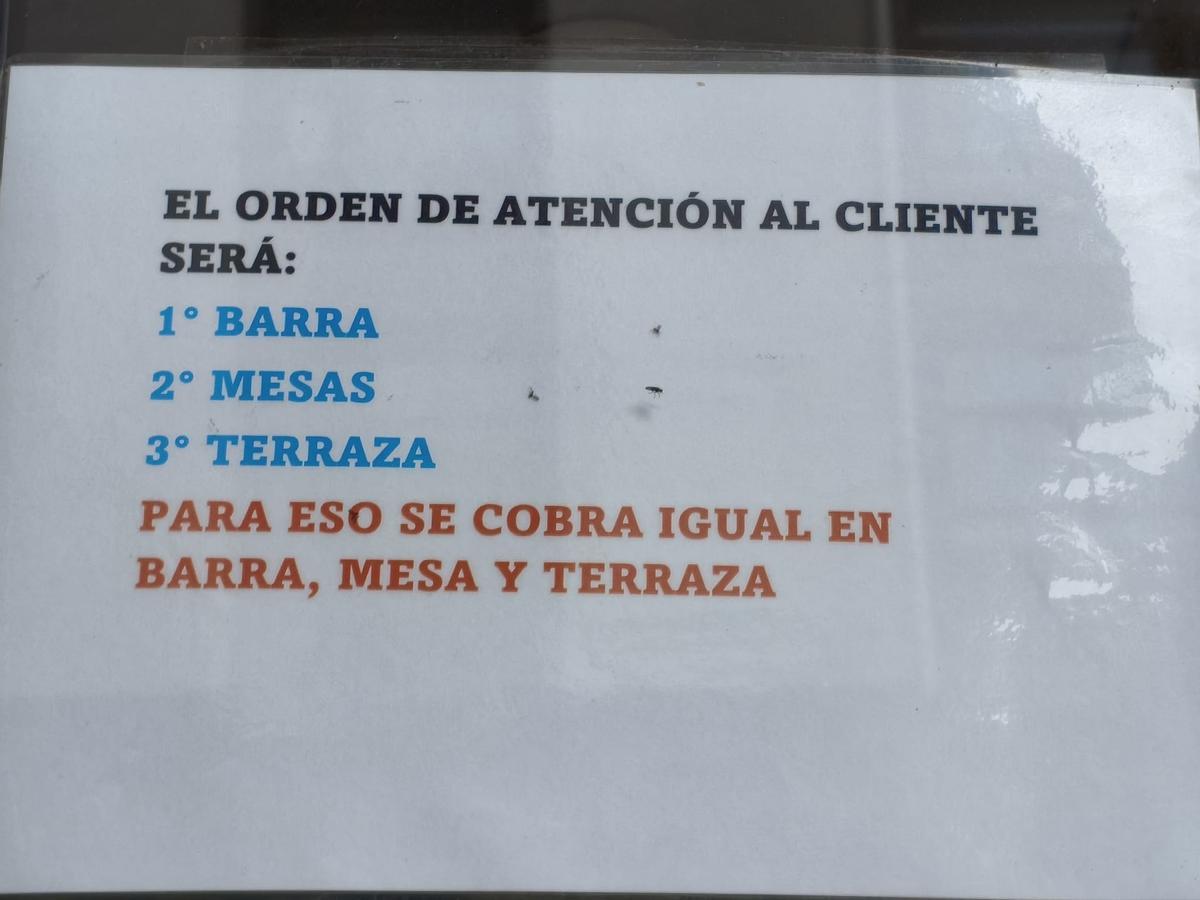 EL ORDEN DE ATENCIÓN AL CLIENTE
SERÁ:
1° BARRA
2° MESAS
3° TERRAZA
PARA ESO SE COBRA IGUAL EN
BARRA, MESA Y TERRAZA